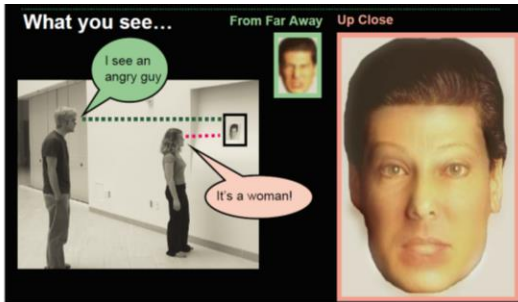 What you see...
From Far Away
Up Close
I see an
angry guy
It's a woman!